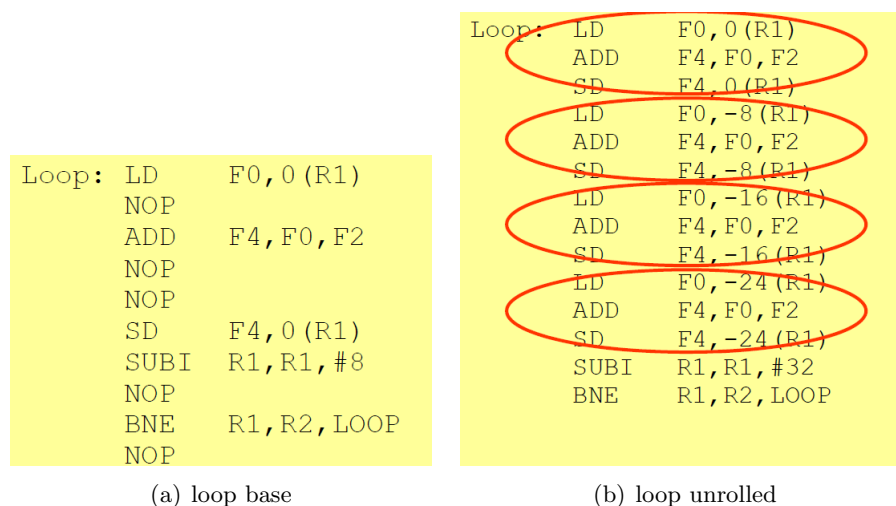 Loop: LD F0,0(R1)
NOP
ADD F4,F0,F2
NOP
NOP
SD F4,0(R1)
SUBI R1,R1,#8
NOP
BNE R1,R2,LOOP
NOP
(a) loop base
Loop: LD F0,0(R1)
ADD F4,F0,F2
SD F4,0(R1)
LD F0,-8(R1)
ADD F4,F0,F2
SD F4,-8(R1)
LD F0,-16(R1)
ADD F4,F0,F2
SD F4,-16(R1)
LD F0,-24(R1)
ADD F4,F0,F2
SD F4,-24(R1)
SUBI R1,R1,#32
BNE R1,R2,LOOP
(b) loop unrolled